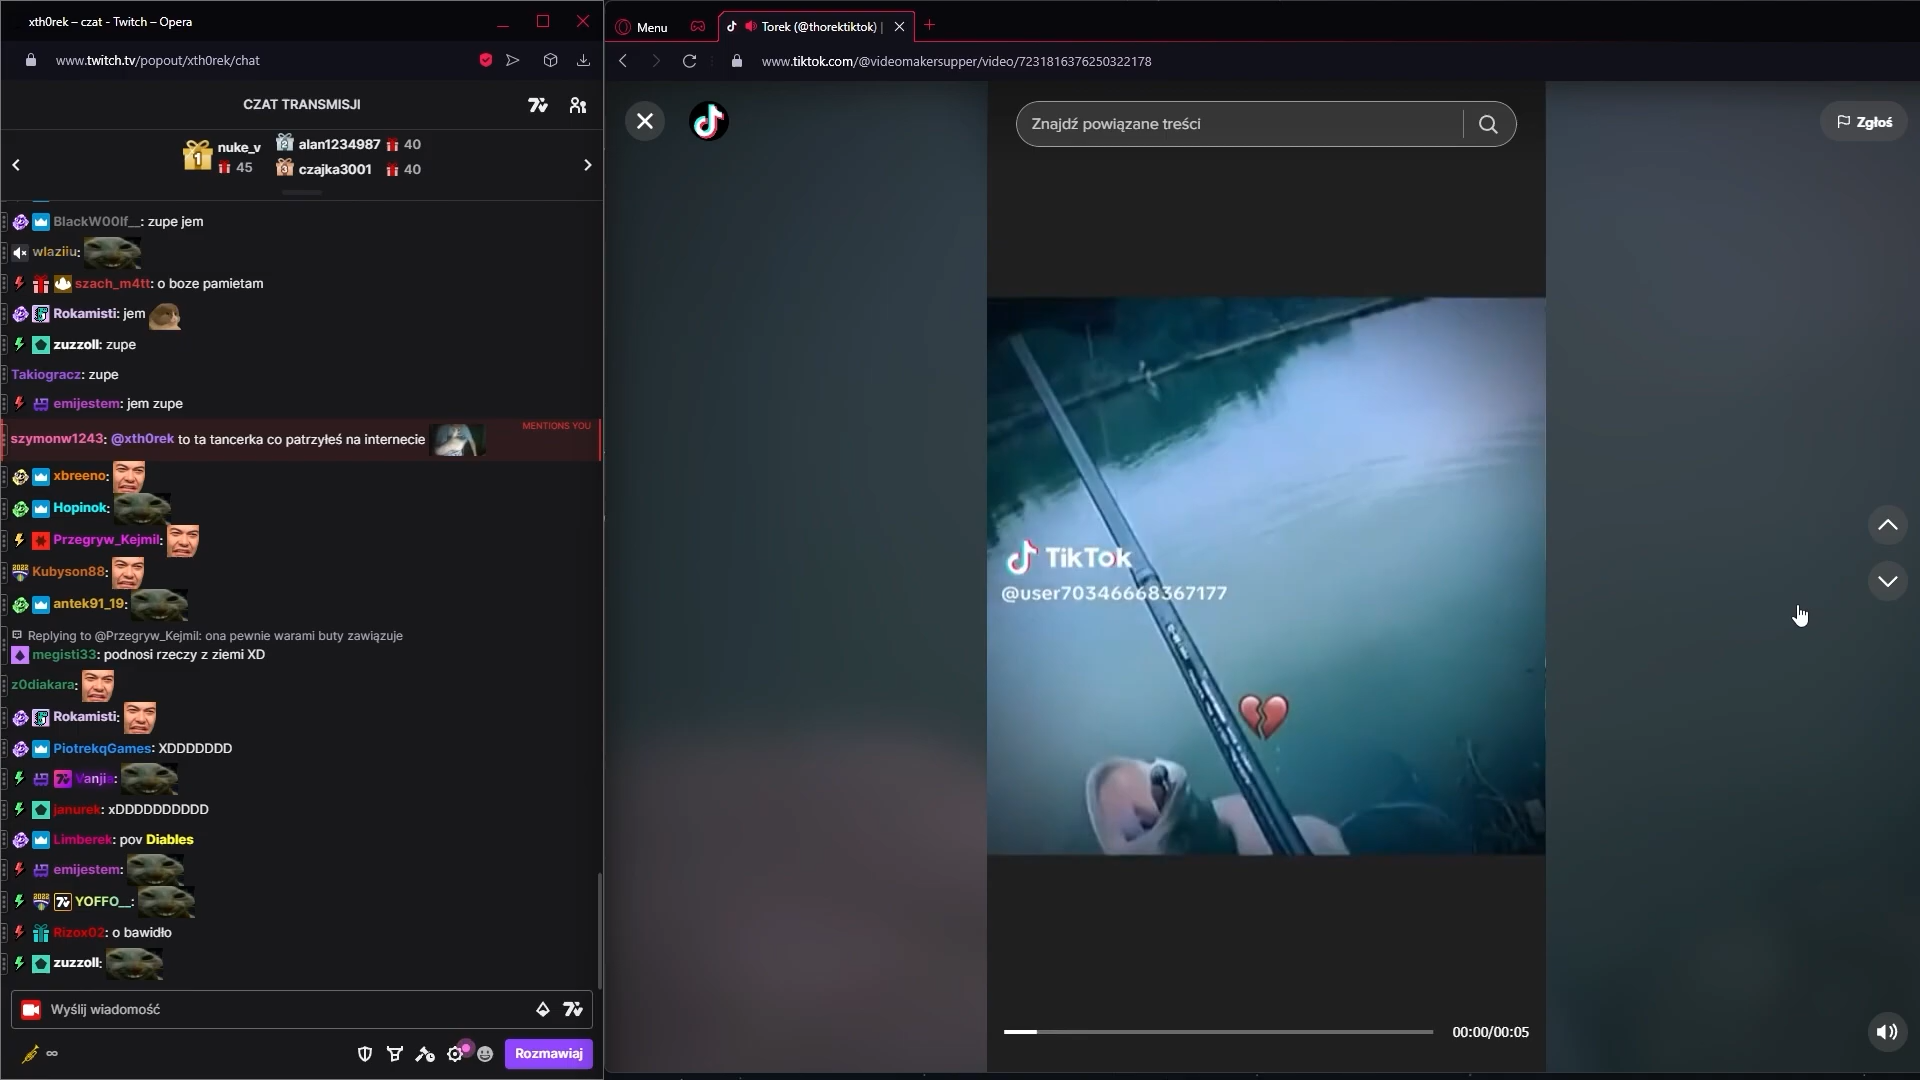 xth0rek – czat - Twitch – Opera
www.twitch.tv/popout/xth0rek/chat
CZAT TRANSMISJI
1 nuke_v 45
2 alan1234987 40
3 czajka3001 40
BlackW00lf__: zupe jem
wlaziiu:
szach_m4tt: o boze pamietam
Rokamisti: jem
zuzzoll: zupe
Takiogracz: zupe
emijestem: jem zupe
MENTIONS YOU
szymonw1243: @xth0rek to ta tancerka co patrzyłeś na internecie
xbreeno:
Hopinok:
Przegryw_Kejmil:
Kubyson88:
antek91_19:
Replying to @Przegryw_Kejmil: ona pewnie warami buty zawiązuje
megisti33: podnosi rzeczy z ziemi XD
z0diakara:
Rokamisti:
PiotrekqGames: XDDDDDDD
Vanjie:
janurek: xDDDDDDDDDD
Limberek: pov Diables
emijestem:
YOFFO__:
Rizox02: o bawidło
zuzzoll:
Wyślij wiadomość
∞
Rozmawiaj
Menu
Torek (@thorektiktok) |
www.tiktok.com/@videomakersupper/video/7231816376250322178
Znajdź powiązane treści
Zgłoś
TikTok
@user70346668367177
00:00/00:05